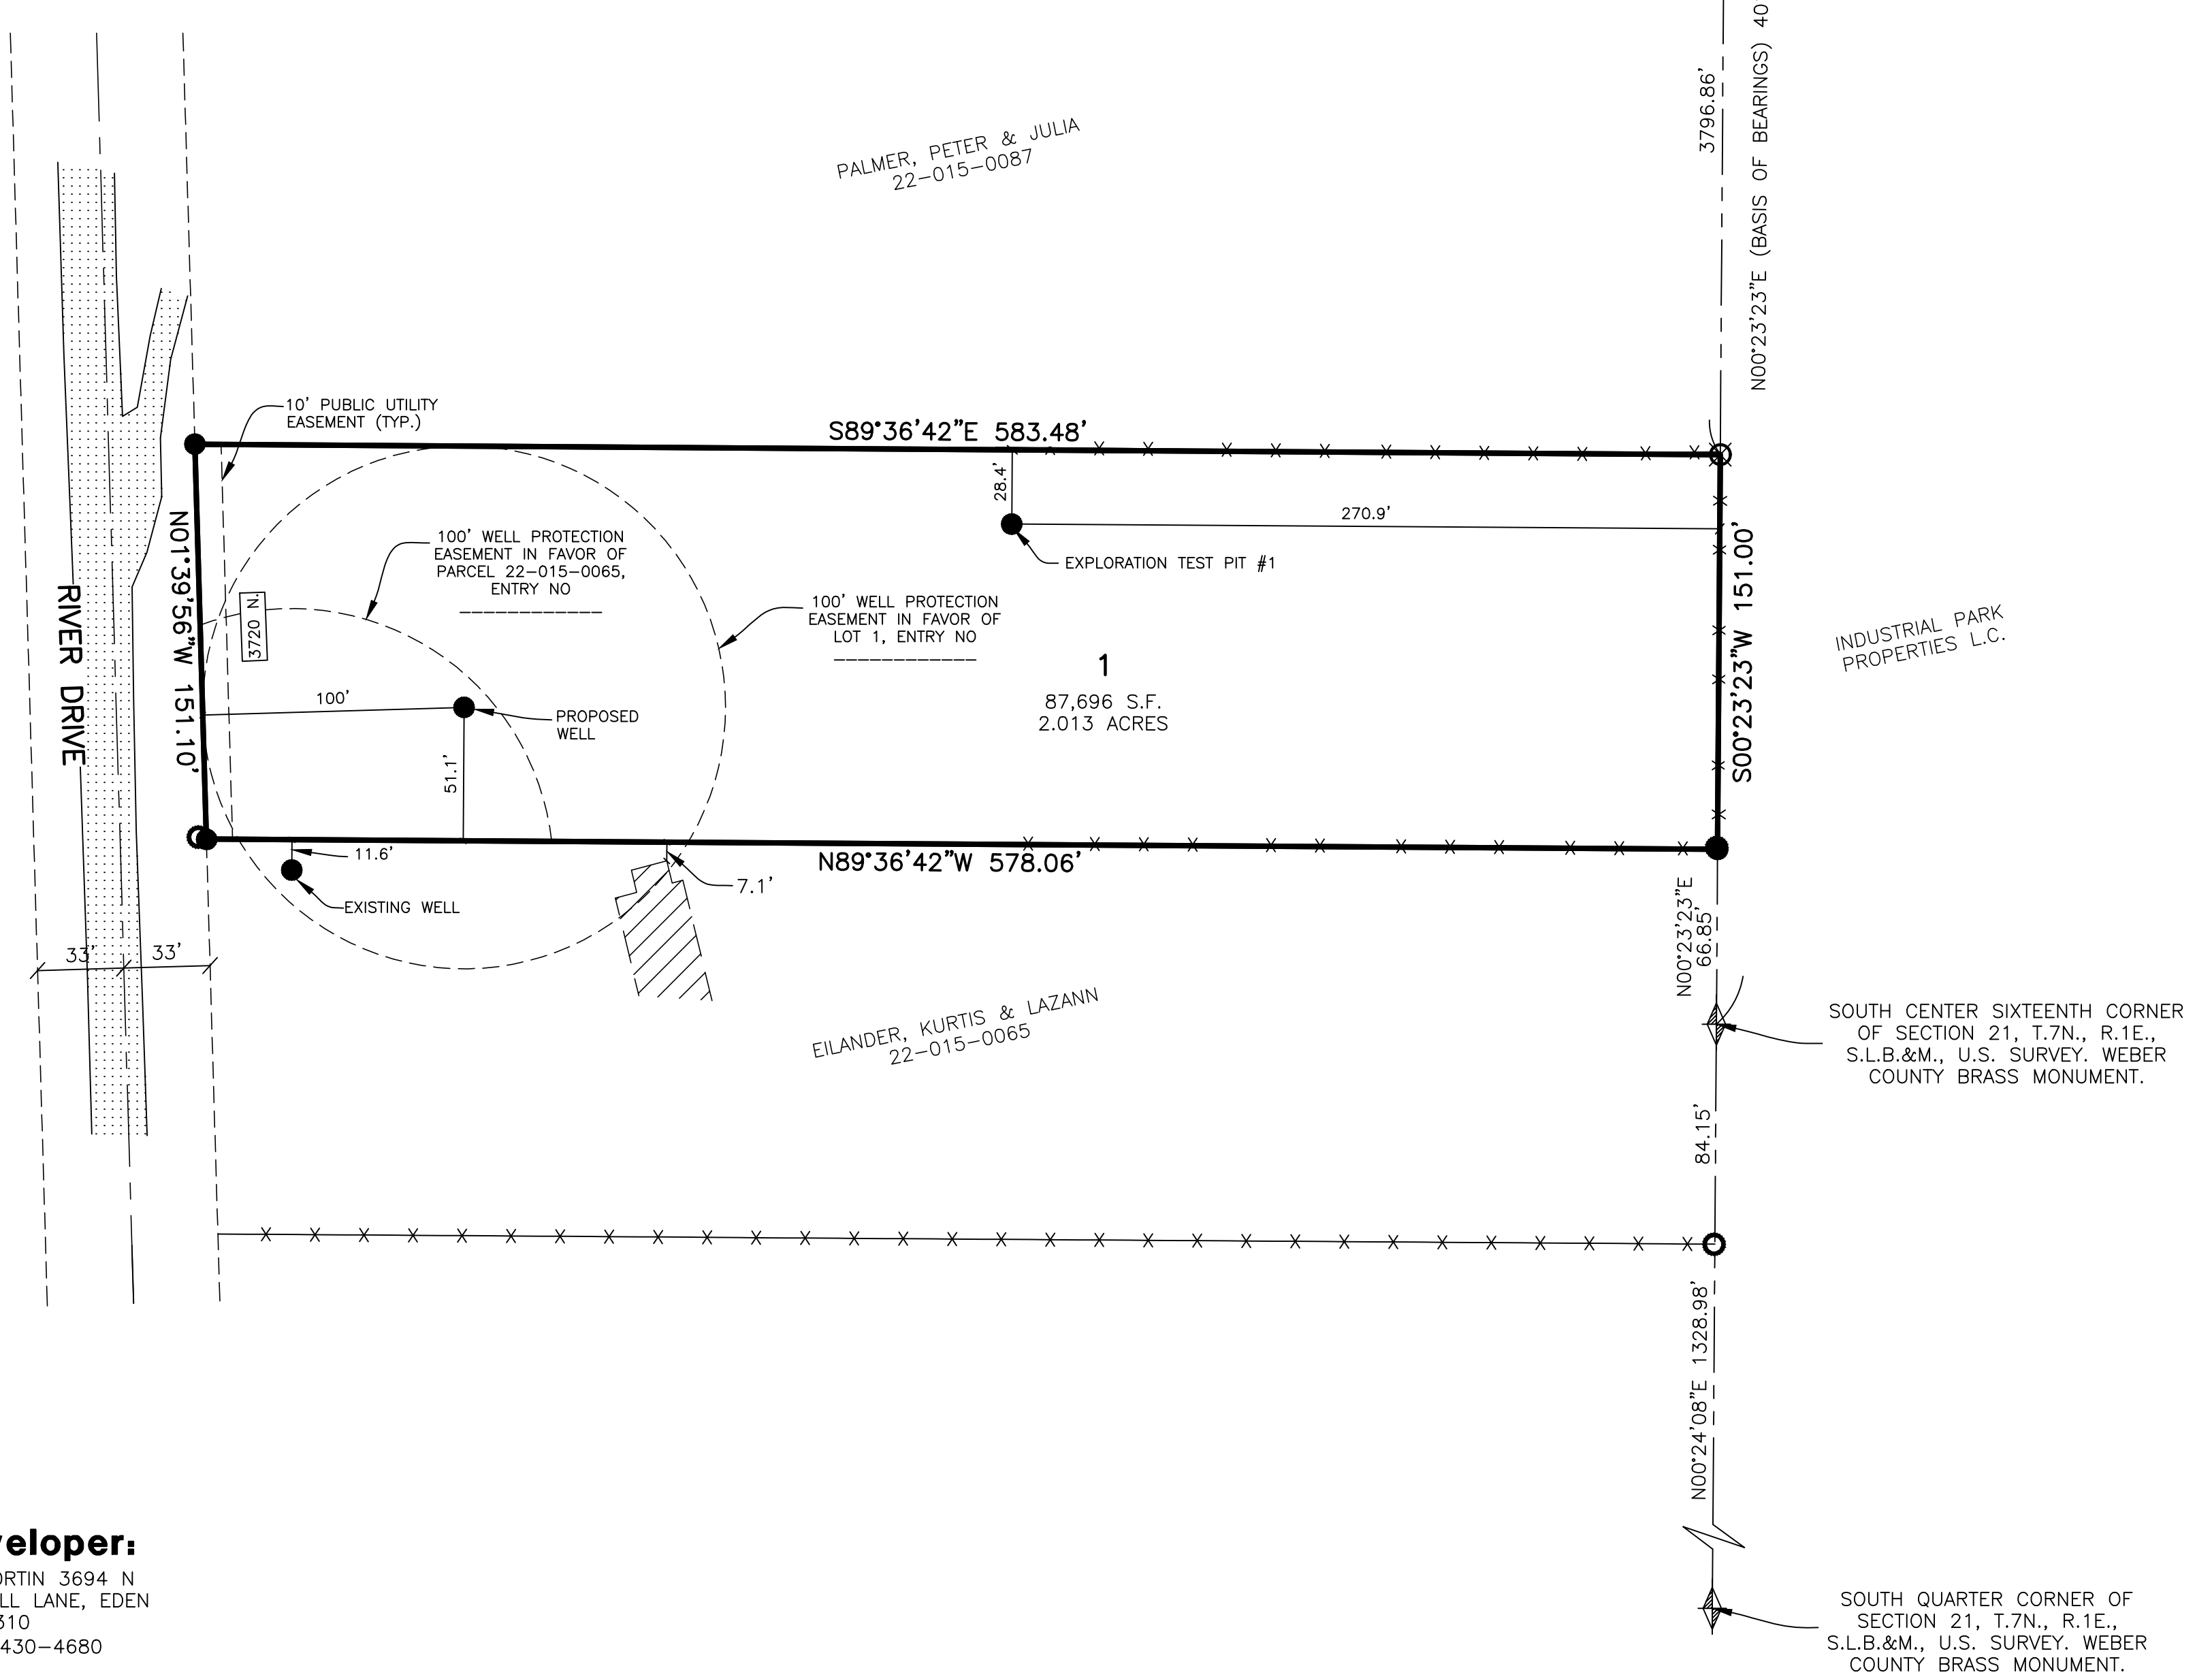 3796.86'
N00°23'23"E (BASIS OF BEARINGS) 40
PALMER, PETER & JULIA
22-015-0087
10' PUBLIC UTILITY
EASEMENT (TYP.)
S89°36'42"E 583.48'
28.4'
270.9'
EXPLORATION TEST PIT #1
N01°39'56"W 151.10'
RIVER DRIVE
3720 N.
100' WELL PROTECTION
EASEMENT IN FAVOR OF
PARCEL 22-015-0065,
ENTRY NO
____________
100' WELL PROTECTION
EASEMENT IN FAVOR OF
LOT 1, ENTRY NO
____________
1
87,696 S.F.
2.013 ACRES
100'
PROPOSED
WELL
51.1'
S00°23'23"W 151.00'
INDUSTRIAL PARK
PROPERTIES L.C.
11.6'
EXISTING WELL
7.1'
N89°36'42"W 578.06'
33'
33'
EILANDER, KURTIS & LAZANN
22-015-0065
N00°23'23"E
66.85'
SOUTH CENTER SIXTEENTH CORNER
OF SECTION 21, T.7N., R.1E.,
S.L.B.&M., U.S. SURVEY. WEBER
COUNTY BRASS MONUMENT.
84.15'
N00°24'08"E 1328.98'
veloper:
ORTIN 3694 N
LL LANE, EDEN
310
430-4680
SOUTH QUARTER CORNER OF
SECTION 21, T.7N., R.1E.,
S.L.B.&M., U.S. SURVEY. WEBER
COUNTY BRASS MONUMENT.